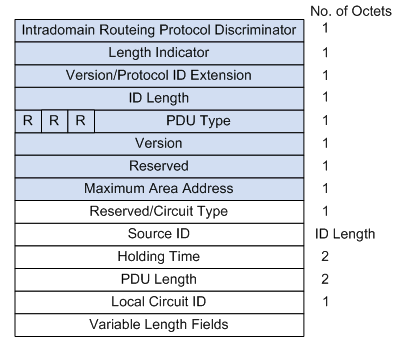 No. of Octets
Intradomain Routeing Protocol Discriminator 1
Length Indicator 1
Version/Protocol ID Extension 1
ID Length 1
R R R PDU Type 1
Version 1
Reserved 1
Maximum Area Address 1
Reserved/Circuit Type 1
Source ID ID Length
Holding Time 2
PDU Length 2
Local Circuit ID 1
Variable Length Fields